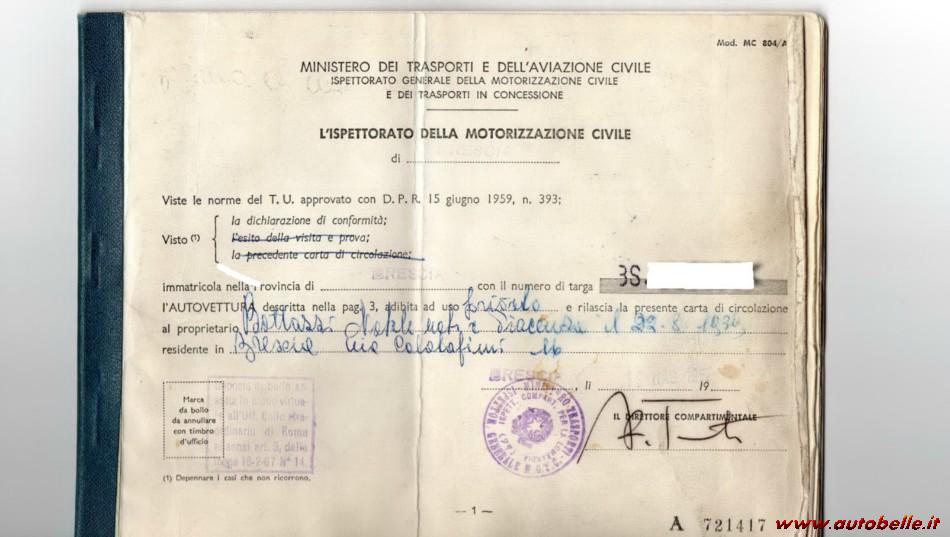 Mod. MC 804/A
MINISTERO DEI TRASPORTI E DELL'AVIAZIONE CIVILE
ISPETTORATO GENERALE DELLA MOTORIZZAZIONE CIVILE
E DEI TRASPORTI IN CONCESSIONE
L'ISPETTORATO DELLA MOTORIZZAZIONE CIVILE
di BRESCIA
Viste le norme del T. U. approvato con D. P. R. 15 giugno 1959, n. 393;
Visto (1)
la dichiarazione di conformità;
l'esito della visita e prova;
la precedente carta di circolazione;
immatricola nella provincia di BRESCIA con il numero di targa BS
l'AUTOVETTURA descritta nella pag. 3, adibita ad uso privato e rilascia la presente carta di circolazione
al proprietario Bottazzi
residente in Brescia Via Calatafimi 16
BRESCIA, li 19
Marca
da bollo
da annullare
con timbro
d'ufficio
IL DIRETTORE COMPARTIMENTALE
(1) Depennare i casi che non ricorrono.
— 1 —
A 721417
www.autobelle.it